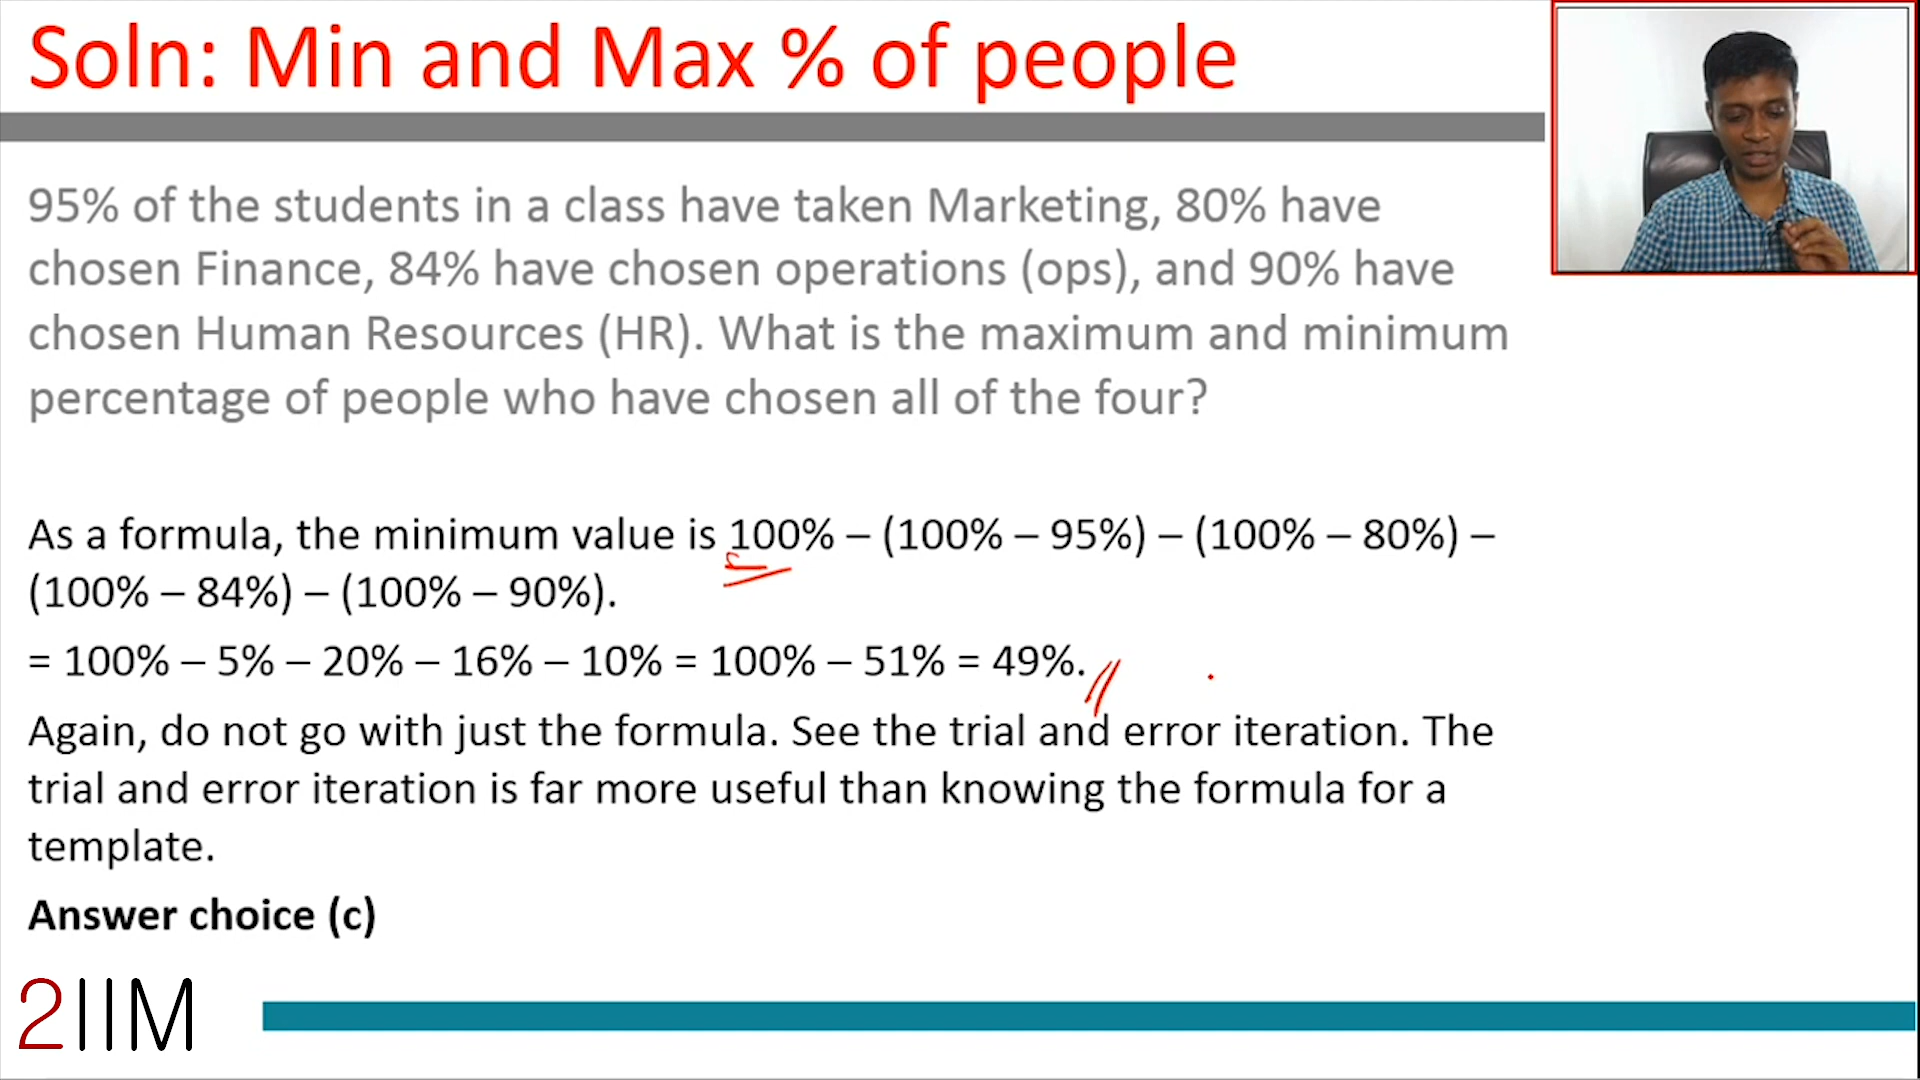 Soln: Min and Max % of people
95% of the students in a class have taken Marketing, 80% have
chosen Finance, 84% have chosen operations (ops), and 90% have
chosen Human Resources (HR). What is the maximum and minimum
percentage of people who have chosen all of the four?
As a formula, the minimum value is 100% – (100% – 95%) – (100% – 80%) –
(100% – 84%) – (100% – 90%).
= 100% – 5% – 20% – 16% – 10% = 100% – 51% = 49%.
Again, do not go with just the formula. See the trial and error iteration. The
trial and error iteration is far more useful than knowing the formula for a
template.
Answer choice (c)
2IIM